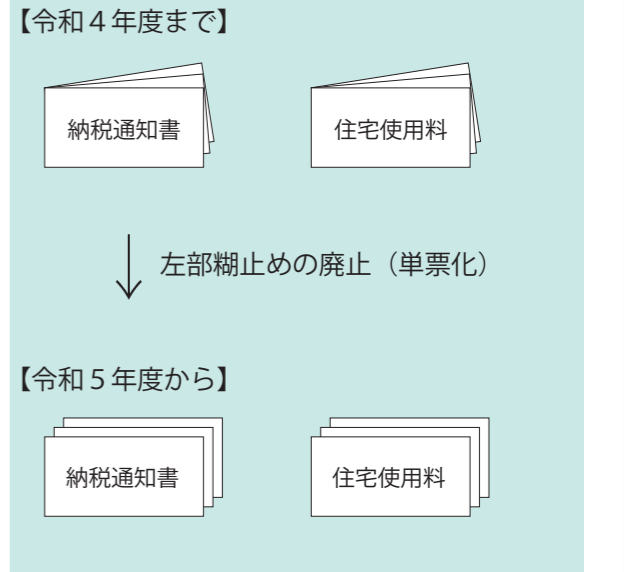 【令和４年度まで】
納税通知書
住宅使用料
左部糊止めの廃止（単票化）
【令和５年度から】
納税通知書
住宅使用料